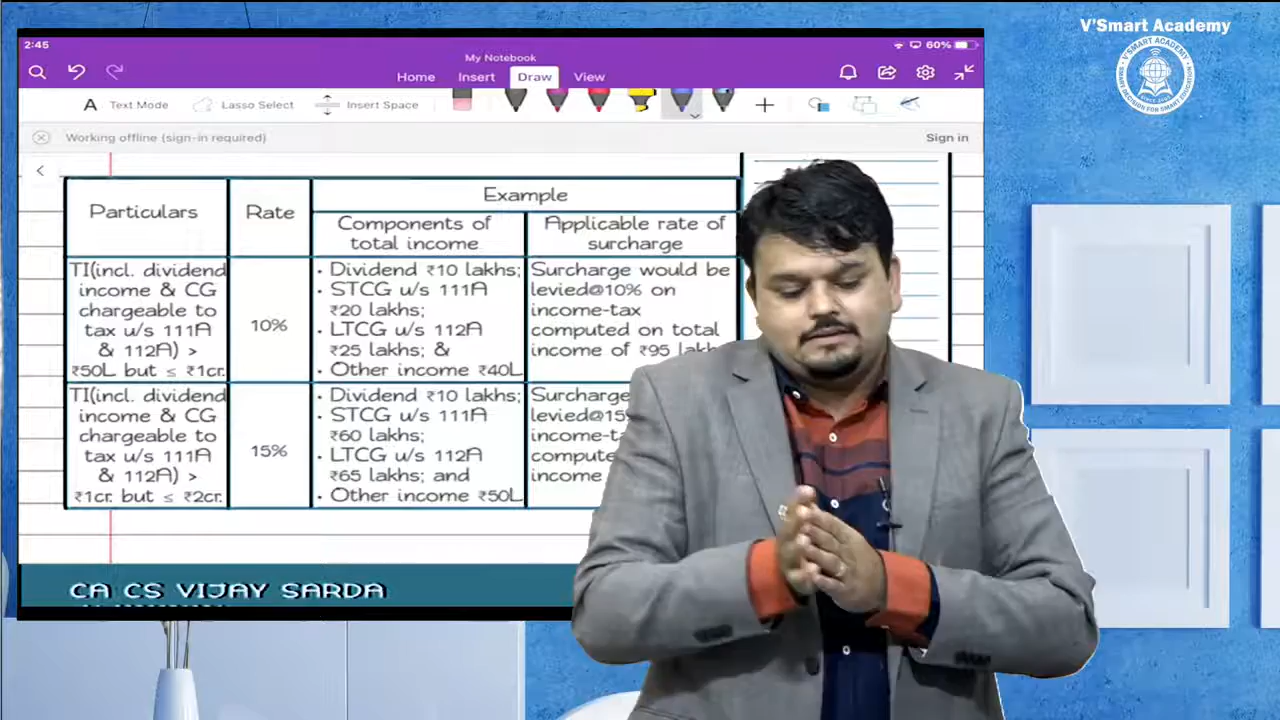 V'Smart Academy
2:45
60%
My Notebook
Home Insert Draw View
A Text Mode Lasso Select Insert Space
Working offline (sign-in required) Sign in
Particulars
Rate
Example
Components of
total income
Applicable rate of
surcharge
TI(incl. dividend
income & CG
chargeable to
tax u/s 111A
& 112A) >
₹50L but ≤ ₹1cr.
10%
• Dividend ₹10 lakhs;
• STCG u/s 111A
₹20 lakhs;
• LTCG u/s 112A
₹25 lakhs; &
• Other income ₹40L
Surcharge would be
levied@10% on
income-tax
computed on total
income of ₹95
TI(incl. dividend
income & CG
chargeable to
tax u/s 111A
& 112A) >
₹1cr. but ≤ ₹2cr.
15%
• Dividend ₹10 lakhs;
• STCG u/s 111A
₹60 lakhs;
• LTCG u/s 112A
₹65 lakhs; and
• Other income ₹50L
Surcharge
income
CA CS VIJAY SARDA